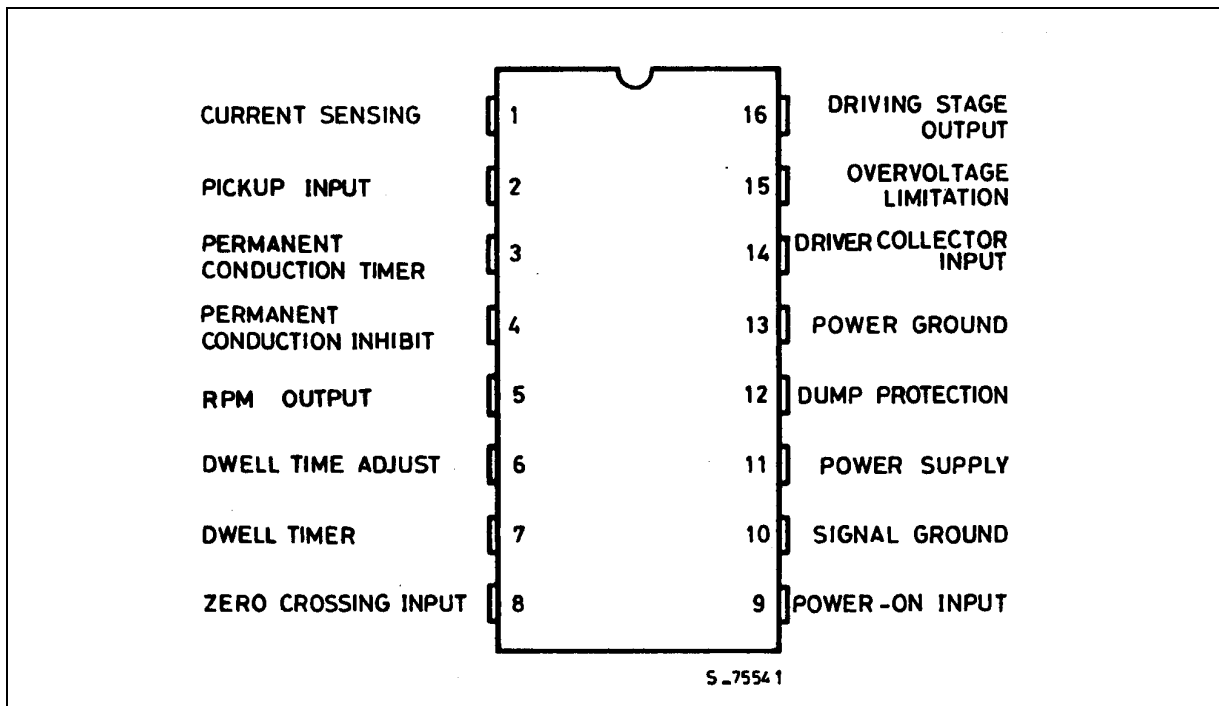 CURRENT SENSING
1
16
DRIVING STAGE
OUTPUT
PICKUP INPUT
2
15
OVERVOLTAGE
LIMITATION
PERMANENT
CONDUCTION TIMER
3
14
DRIVER COLLECTOR
INPUT
PERMANENT
CONDUCTION INHIBIT
4
13
POWER GROUND
RPM OUTPUT
5
12
DUMP PROTECTION
DWELL TIME ADJUST
6
11
POWER SUPPLY
DWELL TIMER
7
10
SIGNAL GROUND
ZERO CROSSING INPUT
8
9
POWER-ON INPUT
S_75541